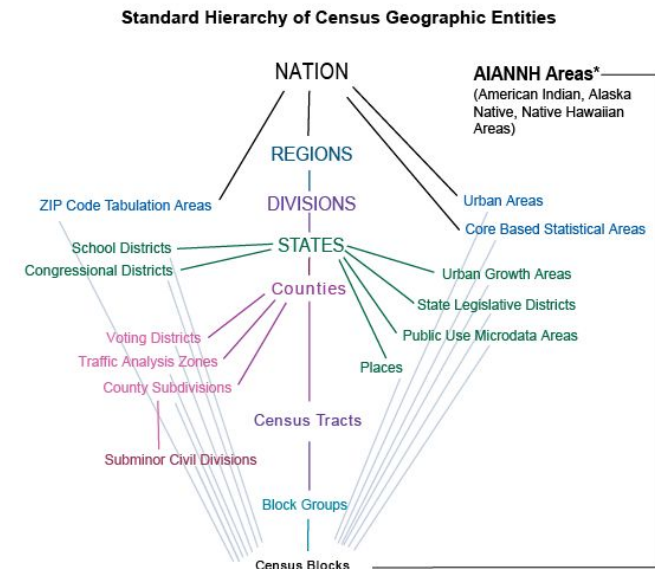 Standard Hierarchy of Census Geographic Entities
NATION
AIANNH Areas*
(American Indian, Alaska
Native, Native Hawaiian
Areas)
REGIONS
ZIP Code Tabulation Areas
DIVISIONS
Urban Areas
Core Based Statistical Areas
School Districts
STATES
Congressional Districts
Urban Growth Areas
Counties
State Legislative Districts
Voting Districts
Public Use Microdata Areas
Traffic Analysis Zones
Places
County Subdivisions
Census Tracts
Subminor Civil Divisions
Block Groups
Census Blocks